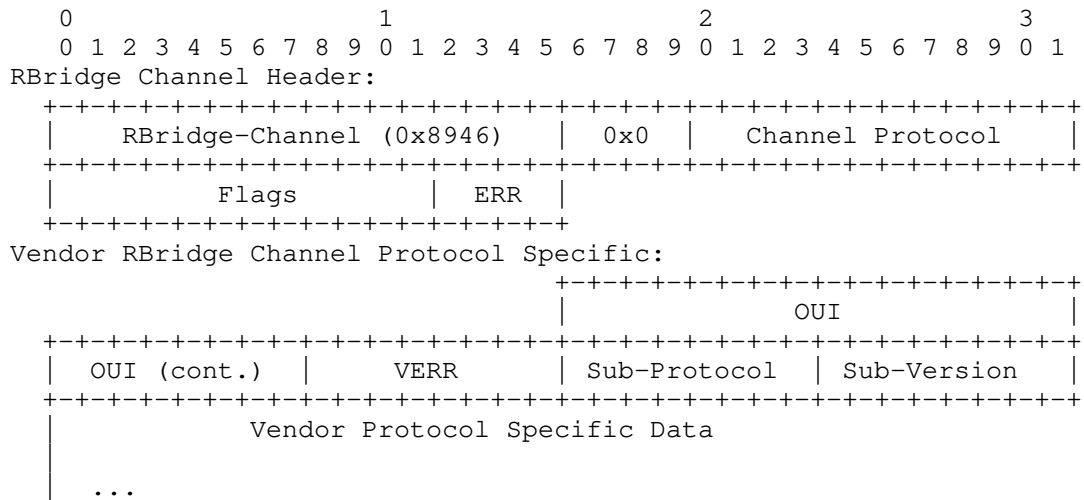 0                   1                   2                   3
    0 1 2 3 4 5 6 7 8 9 0 1 2 3 4 5 6 7 8 9 0 1 2 3 4 5 6 7 8 9 0 1
RBridge Channel Header:
   +-+-+-+-+-+-+-+-+-+-+-+-+-+-+-+-+-+-+-+-+-+-+-+-+-+-+-+-+-+-+-+-+
   |    RBridge-Channel (0x8946)   |  0x0  |   Channel Protocol    |
   +-+-+-+-+-+-+-+-+-+-+-+-+-+-+-+-+-+-+-+-+-+-+-+-+-+-+-+-+-+-+-+-+
   |          Flags        |  ERR  |
   +-+-+-+-+-+-+-+-+-+-+-+-+-+-+-+-+
Vendor RBridge Channel Protocol Specific:
                                   +-+-+-+-+-+-+-+-+-+-+-+-+-+-+-+-+
                                   |              OUI              |
   +-+-+-+-+-+-+-+-+-+-+-+-+-+-+-+-+-+-+-+-+-+-+-+-+-+-+-+-+-+-+-+-+
   |  OUI (cont.)  |     VERR      | Sub-Protocol  | Sub-Version   |
   +-+-+-+-+-+-+-+-+-+-+-+-+-+-+-+-+-+-+-+-+-+-+-+-+-+-+-+-+-+-+-+-+
   |            Vendor Protocol Specific Data
   |
   |  ...